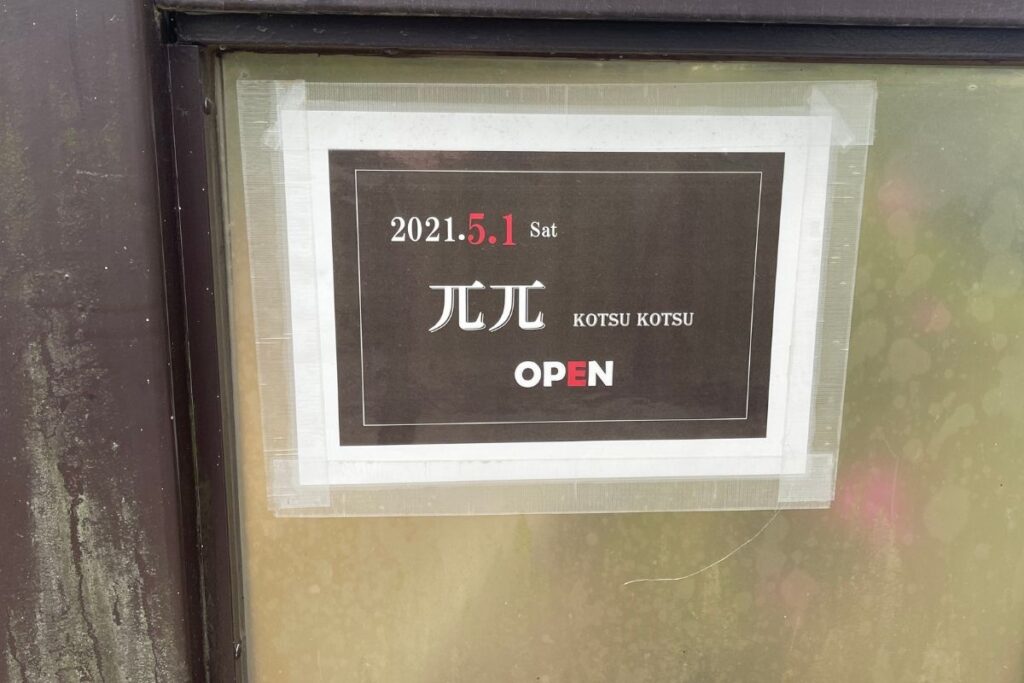 2021.5.1 Sat
兀兀 KOTSU KOTSU
OPEN